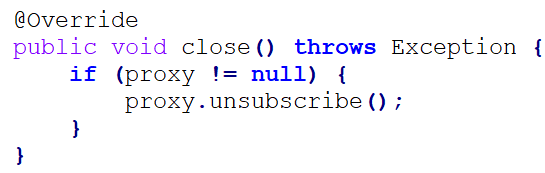 @Override
public void close() throws Exception {
    if (proxy != null) {
        proxy.unsubscribe();
    }
}